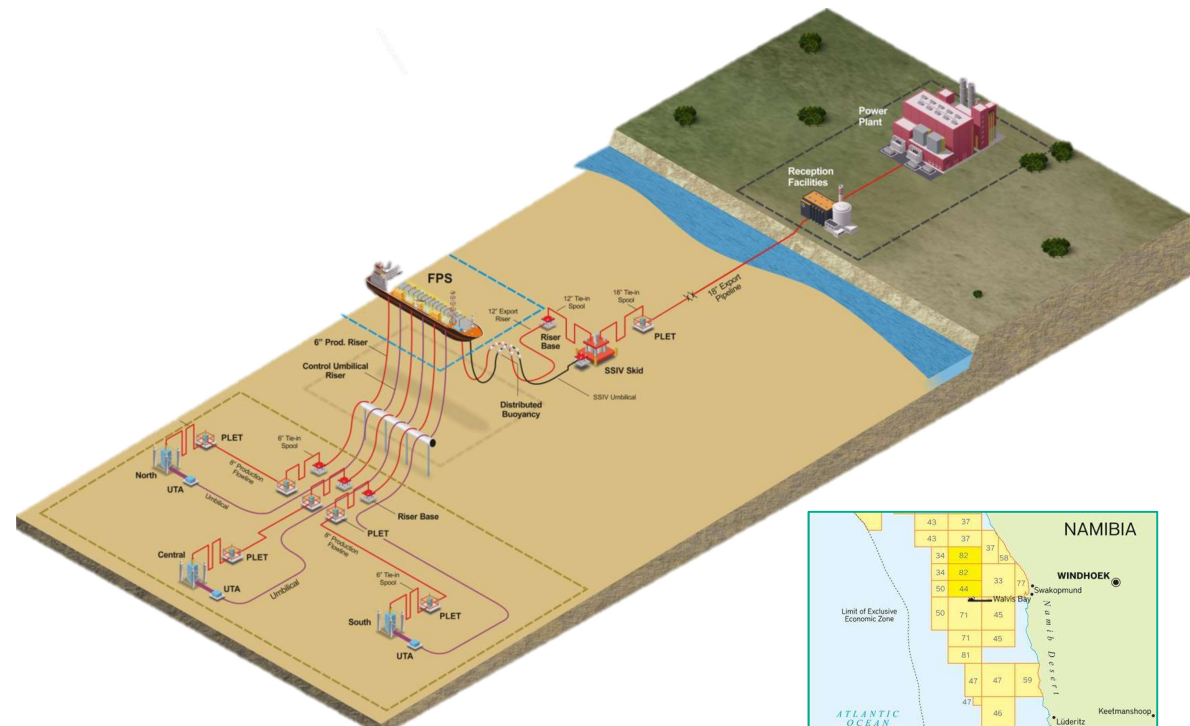 Power
Plant
Reception
Facilities
FPS
18" Export
Pipeline
12" Tie-in
Spool
18" Tie-in
Spool
12" Export
Riser
Riser
Base
PLET
SSIV Skid
SSIV Umbilical
Distributed
Buoyancy
6" Prod. Riser
Control Umbilical
Riser
PLET
6" Tie-in
Spool
8" Production
Flowline
North
UTA
Umbilical
Riser Base
PLET
8" Production
Flowline
PLET
Central
UTA
Umbilical
6" Tie-in
Spool
PLET
South
UTA
43 37
NAMIBIA
43 37
37
58
34 82
34 82
33
77
WINDHOEK
Swakopmund
50 44
Walvis Bay
Limit of Exclusive
Economic Zone
50 71 45
71 45
81
Namib Desert
47 47 59
47
46
ATLANTIC
OCEAN
Keetmanshoop
Lüderitz